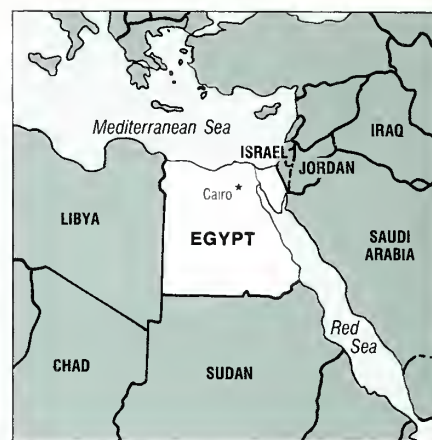 Mediterranean Sea
ISRAEL
IRAQ
JORDAN
Cairo
LIBYA
EGYPT
SAUDI
ARABIA
Red
Sea
CHAD
SUDAN